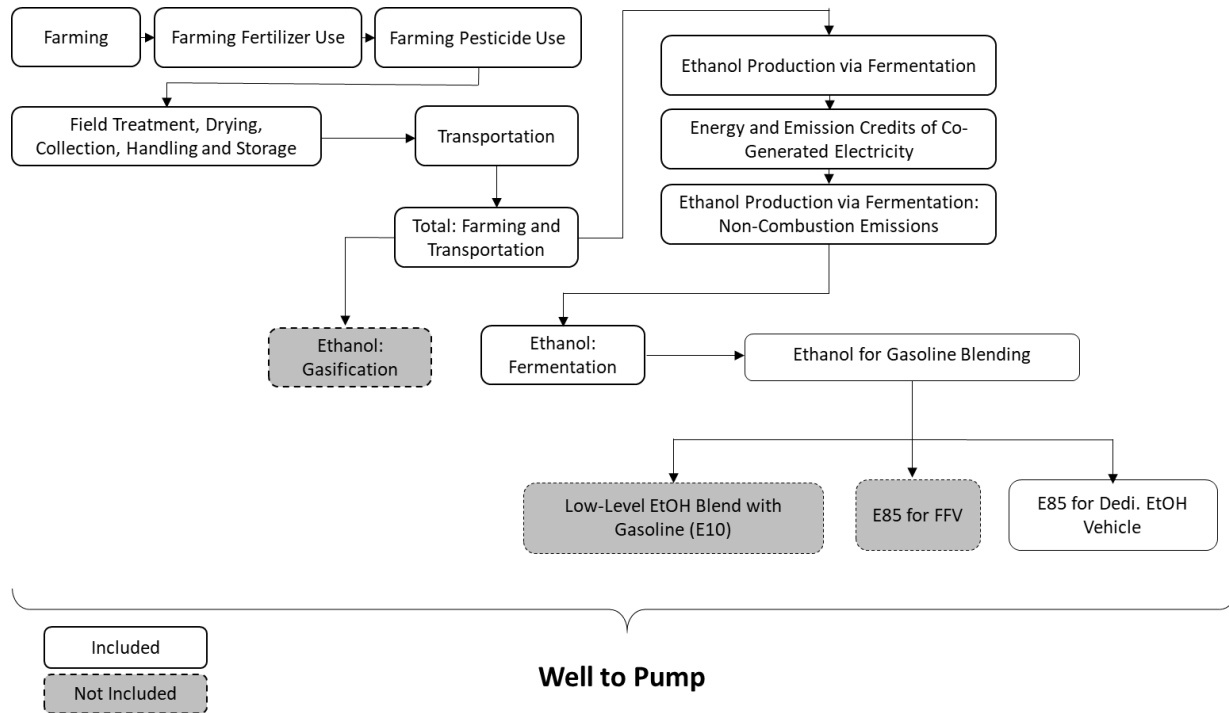 Farming
Farming Fertilizer Use
Farming Pesticide Use
Ethanol Production via Fermentation
Field Treatment, Drying,
Collection, Handling and Storage
Transportation
Energy and Emission Credits of Co-
Generated Electricity
Ethanol Production via Fermentation:
Non-Combustion Emissions
Total: Farming and
Transportation
Ethanol:
Gasification
Ethanol:
Fermentation
Ethanol for Gasoline Blending
Low-Level EtOH Blend with
Gasoline (E10)
E85 for FFV
E85 for Dedi. EtOH
Vehicle
Included
Not Included
Well to Pump